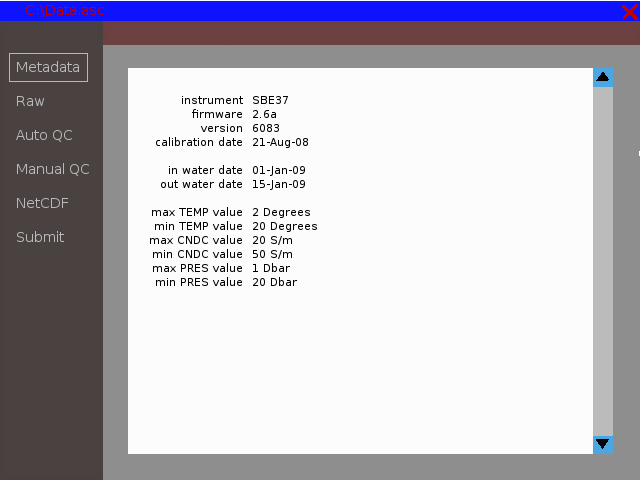 C:\Data.esc
Metadata
Raw
Auto QC
Manual QC
NetCDF
Submit
instrument SBE37
firmware 2.6a
version 6083
calibration date 21-Aug-08
in water date 01-Jan-09
out water date 15-Jan-09
max TEMP value 2 Degrees
min TEMP value 20 Degrees
max CNDC value 20 S/m
min CNDC value 50 S/m
max PRES value 1 Dbar
min PRES value 20 Dbar